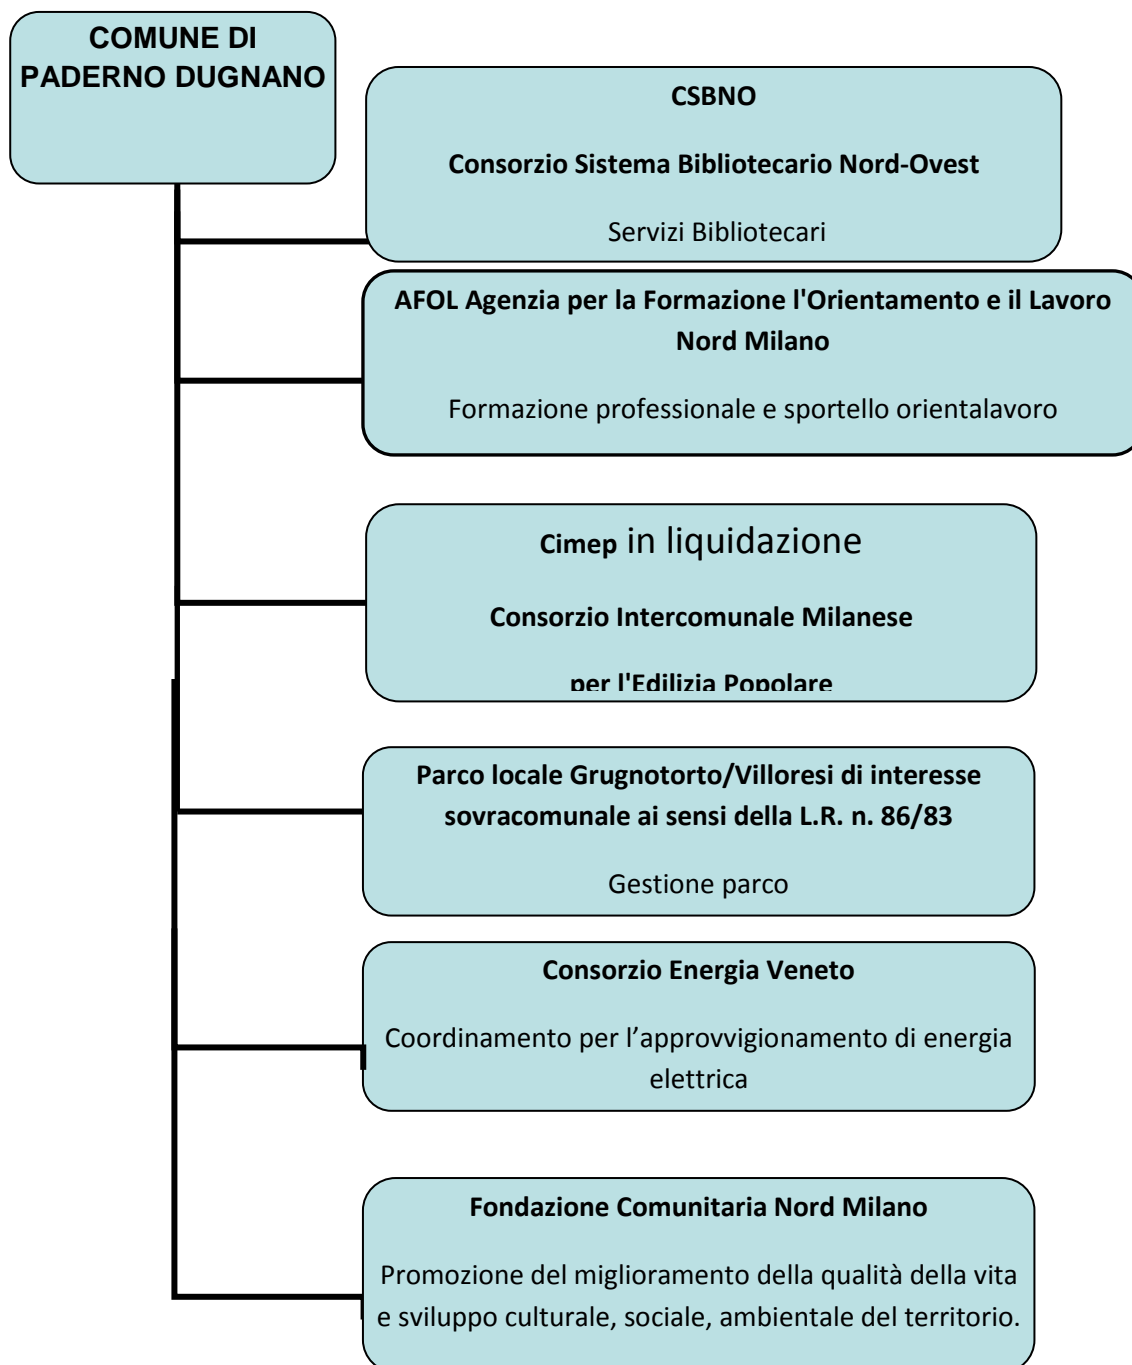 COMUNE DI
PADERNO DUGNANO
CSBNO
Consorzio Sistema Bibliotecario Nord-Ovest
Servizi Bibliotecari
AFOL Agenzia per la Formazione l'Orientamento e il Lavoro
Nord Milano
Formazione professionale e sportello orientalavoro
Cimep in liquidazione
Consorzio Intercomunale Milanese
per l'Edilizia Popolare
Parco locale Grugnotorto/Villoresi di interesse
sovracomunale ai sensi della L.R. n. 86/83
Gestione parco
Consorzio Energia Veneto
Coordinamento per l’approvvigionamento di energia
elettrica
Fondazione Comunitaria Nord Milano
Promozione del miglioramento della qualità della vita
e sviluppo culturale, sociale, ambientale del territorio.